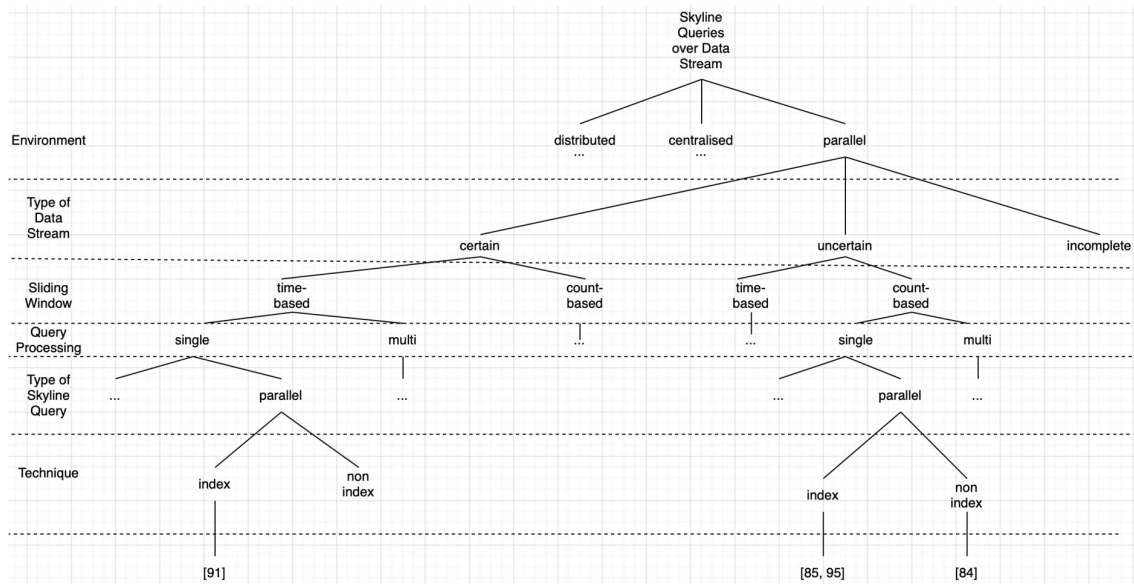 Skyline
Queries
over Data
Stream
Environment
distributed
...
centralised
...
parallel
Type of
Data
Stream
certain
uncertain
incomplete
Sliding
Window
time-
based
count-
based
time-
based
count-
based
Query
Processing
single
multi
...
...
single
multi
Type of
Skyline
Query
...
parallel
...
...
parallel
...
Technique
index
non
index
index
non
index
[91]
[85, 95]
[84]